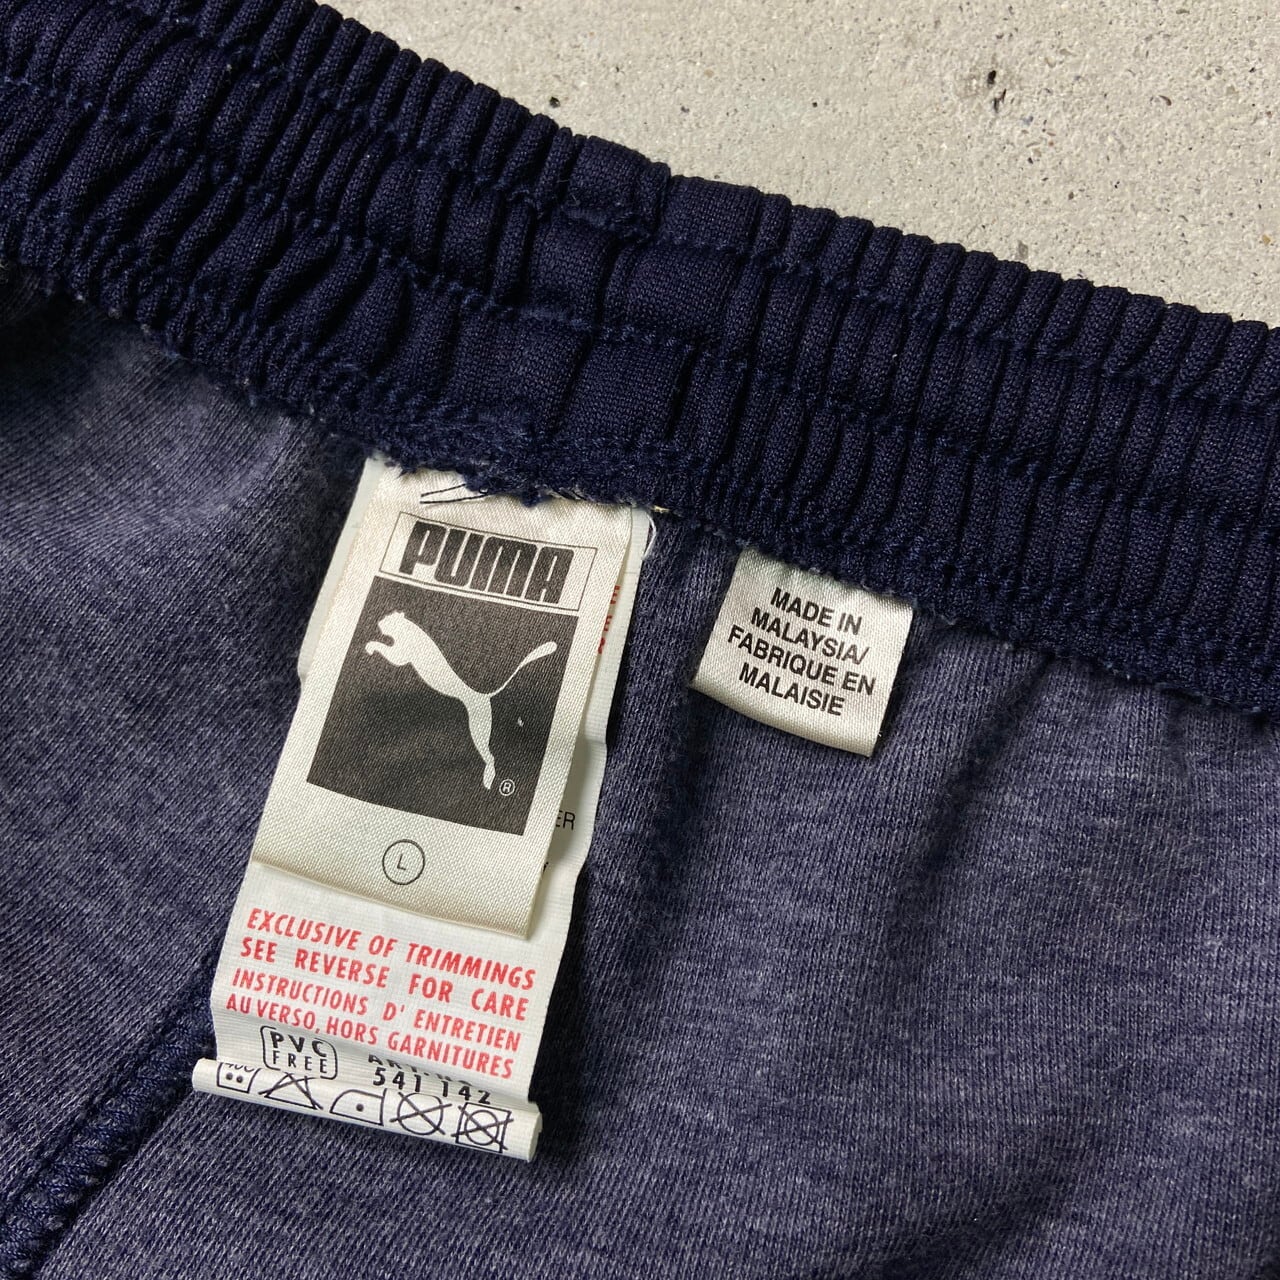 PUMA
®
L
EXCLUSIVE OF TRIMMINGS
SEE REVERSE FOR CARE
INSTRUCTIONS D' ENTRETIEN
AU VERSO, HORS GARNITURES
PVC
FREE
541 142
MADE IN
MALAYSIA/
FABRIQUE EN
MALAISIE